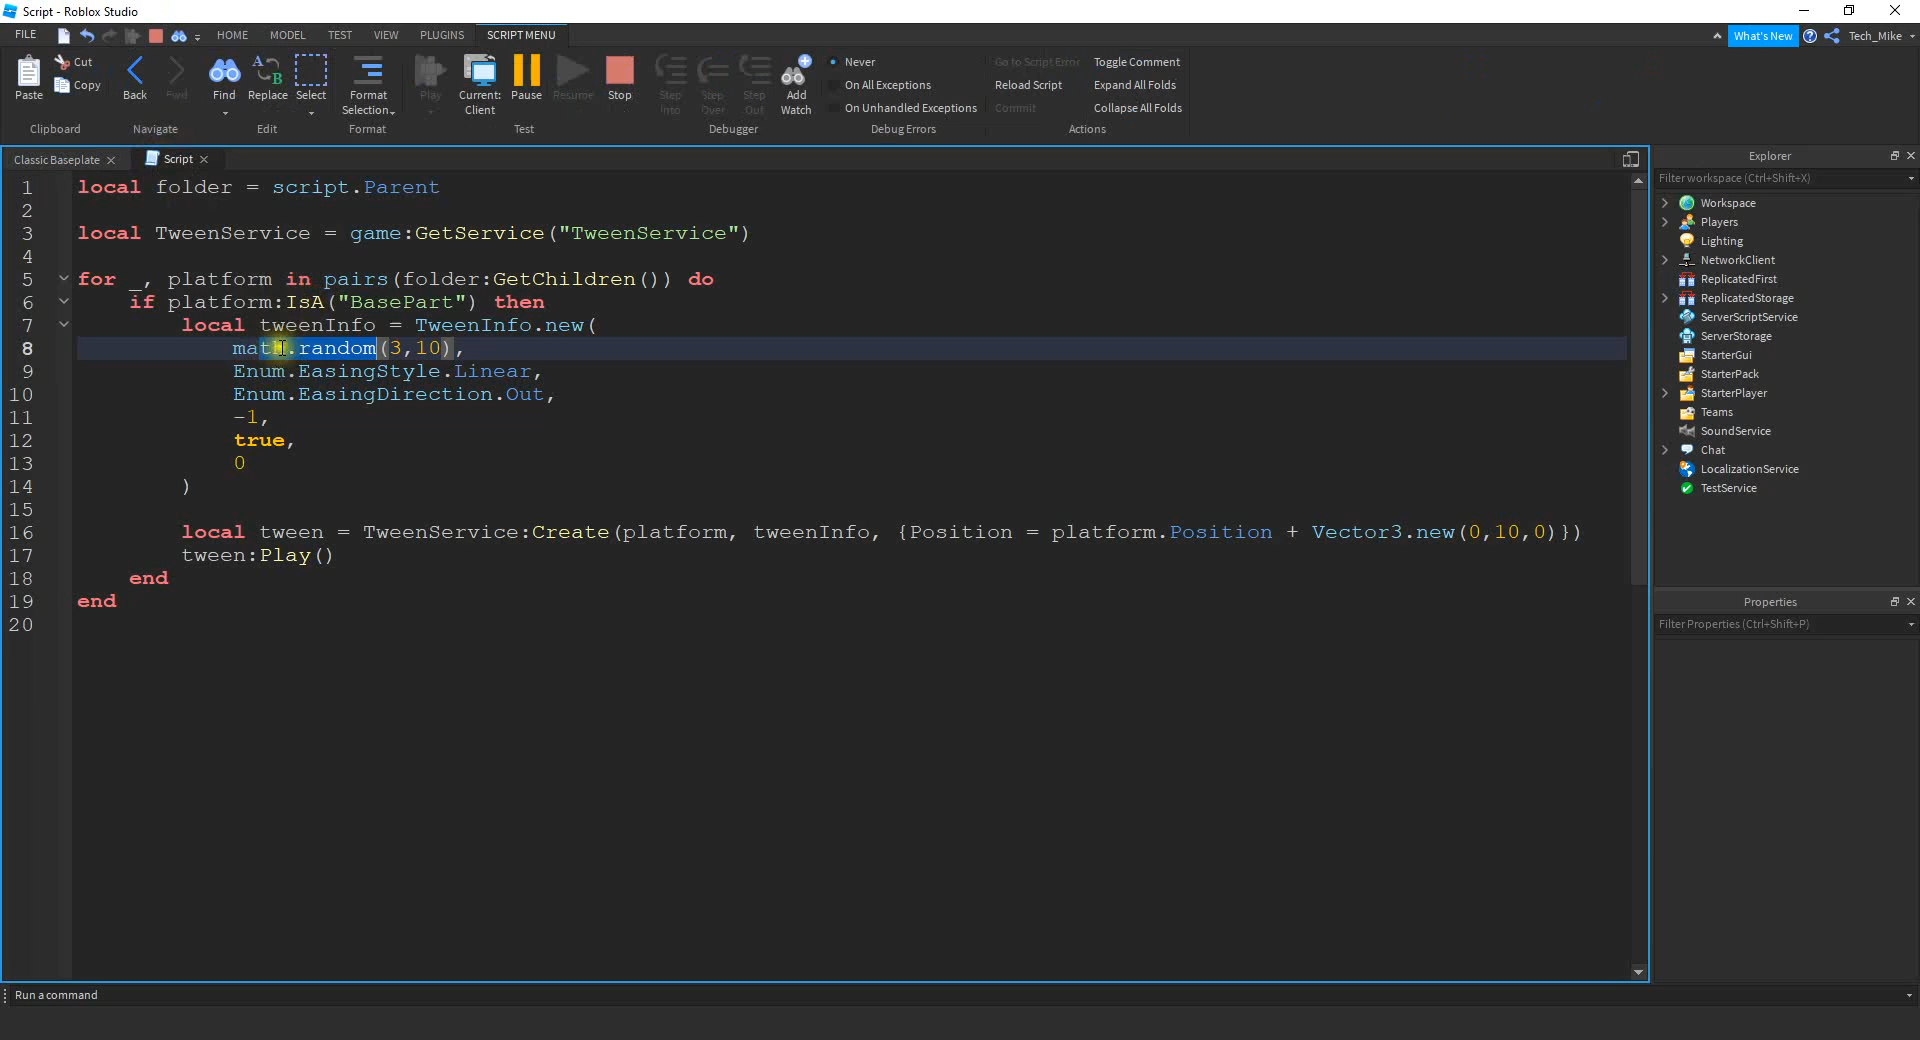 Script - Roblox Studio
FILE HOME MODEL TEST VIEW PLUGINS SCRIPT MENU What's New Tech_Mike
Paste Cut Copy Back Fwd Find Replace Select Format Selection Play Current: Client Pause Resume Stop Step Into Step Over Step Out Add Watch
Never Go to Script Error Toggle Comment
On All Exceptions Reload Script Expand All Folds
On Unhandled Exceptions Commit Collapse All Folds
Clipboard Navigate Edit Format Test Debugger Debug Errors Actions
Classic Baseplate Script
1 local folder = script.Parent
2
3 local TweenService = game:GetService("TweenService")
4
5 for _, platform in pairs(folder:GetChildren()) do
6 if platform:IsA("BasePart") then
7 local tweenInfo = TweenInfo.new(
8 math.random(3,10),
9 Enum.EasingStyle.Linear,
10 Enum.EasingDirection.Out,
11 -1,
12 true,
13 0
14 )
15
16 local tween = TweenService:Create(platform, tweenInfo, {Position = platform.Position + Vector3.new(0,10,0)})
17 tween:Play()
18 end
19 end
20
Explorer
Filter workspace (Ctrl+Shift+X)
Workspace
Players
Lighting
NetworkClient
ReplicatedFirst
ReplicatedStorage
ServerScriptService
ServerStorage
StarterGui
StarterPack
StarterPlayer
Teams
SoundService
Chat
LocalizationService
TestService
Properties
Filter Properties (Ctrl+Shift+P)
Run a command